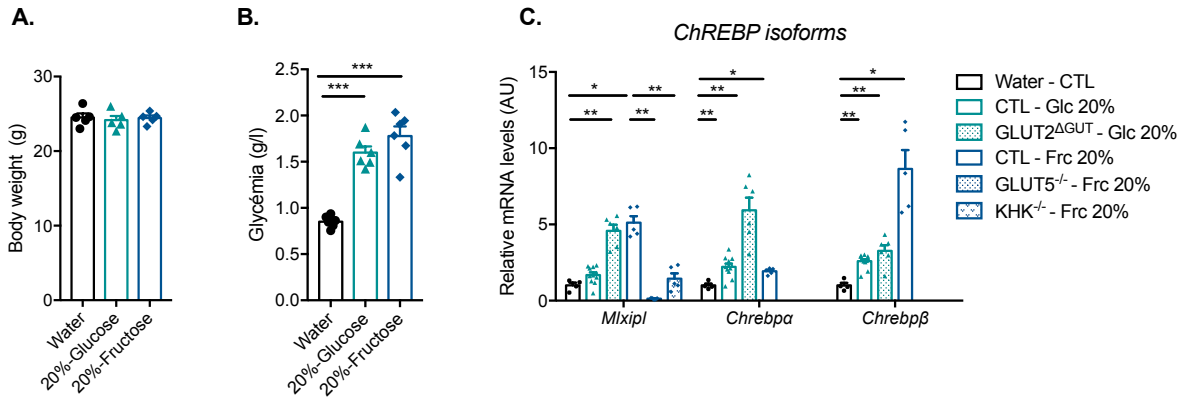 A.
Body weight (g)
30
20
10
0
Water
20%-Glucose
20%-Fructose
B.
Glycémia (g/l)
2.5
2.0
1.5
1.0
0.5
0.0
***
***
Water
20%-Glucose
20%-Fructose
C.
ChREBP isoforms
Relative mRNA levels (AU)
15
10
5
0
* ** * *
** ** ** **
** **
Mlxipl
Chrebpα
Chrebpβ
Water - CTL
CTL - Glc 20%
GLUT2ΔGUT - Glc 20%
CTL - Frc 20%
GLUT5-/- - Frc 20%
KHK-/- - Frc 20%